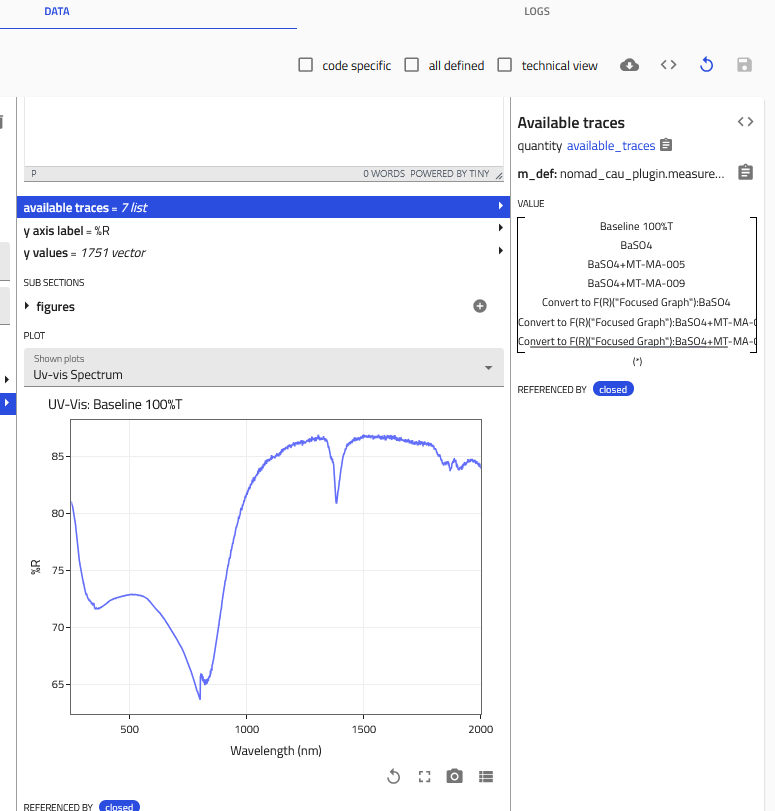 DATA
LOGS
code specific
all defined
technical view
P
0 WORDS POWERED BY TINY
available traces = 7 list
y axis label = %R
y values = 1751 vector
SUB SECTIONS
figures
PLOT
Shown plots
Uv-vis Spectrum
UV-Vis: Baseline 100%T
85
80
75
70
65
%R
500
1000
1500
2000
Wavelength (nm)
REFERENCED BY closed
Available traces
quantity available_traces
m_def: nomad_cau_plugin.measure...
VALUE
Baseline 100%T
BaSO4
BaSO4+MT-MA-005
BaSO4+MT-MA-009
Convert to F(R)("Focused Graph"):BaSO4
Convert to F(R)("Focused Graph"):BaSO4+MT-MA-
Convert to F(R)("Focused Graph"):BaSO4+MT-MA-
(*)
REFERENCED BY closed